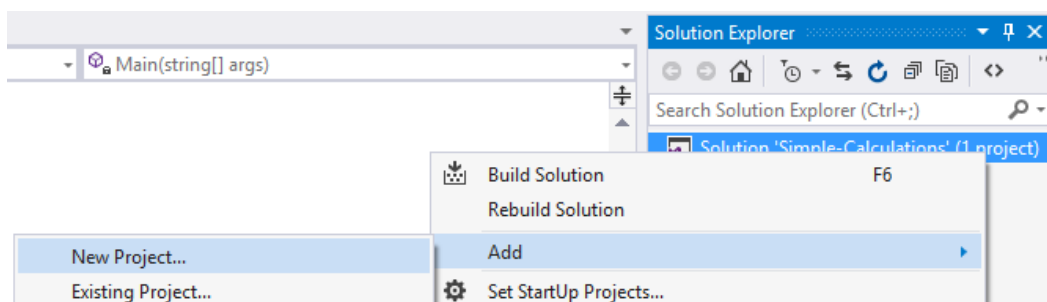 Solution Explorer
Main(string[] args)
Search Solution Explorer (Ctrl+;)
Solution 'Simple-Calculations' (1 project)
Build Solution F6
Rebuild Solution
Add
New Project...
Set StartUp Projects...
Existing Project...